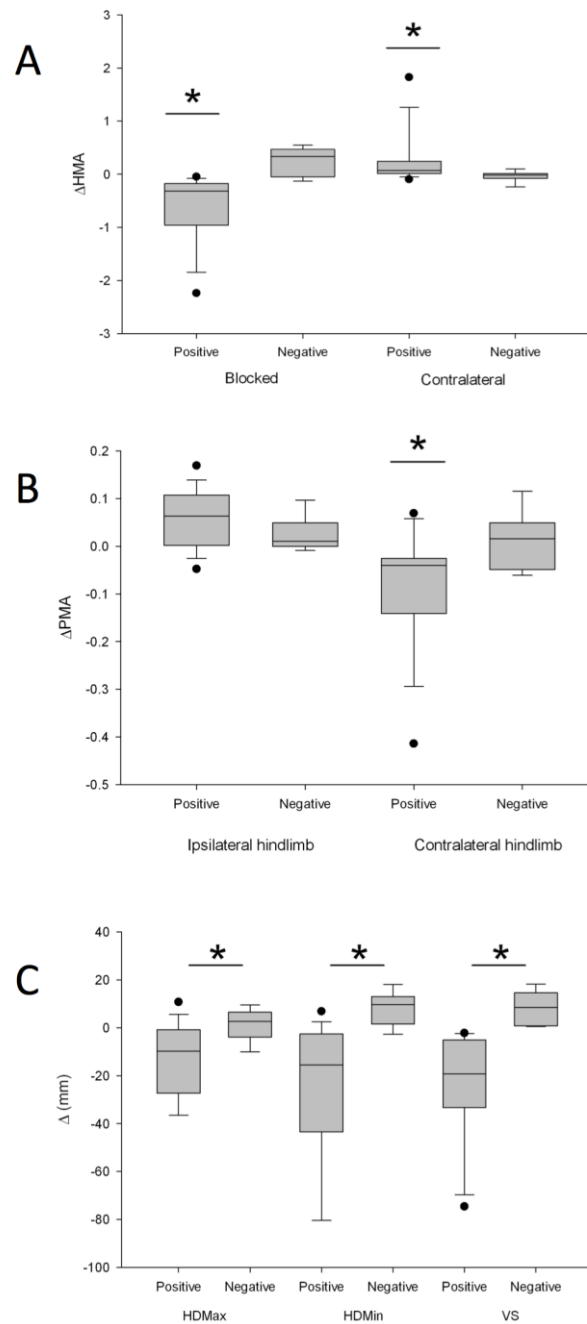 A
ΔHMA
3
2
1
0
-1
-2
-3
*
*
Positive Negative Positive Negative
Blocked Contralateral
B
ΔPMA
0.2
0.1
0.0
-0.1
-0.2
-0.3
-0.4
-0.5
*
Positive Negative Positive Negative
Ipsilateral hindlimb Contralateral hindlimb
C
Δ (mm)
40
20
0
-20
-40
-60
-80
-100
* * *
Positive Negative Positive Negative Positive Negative
HDMax HDMin VS